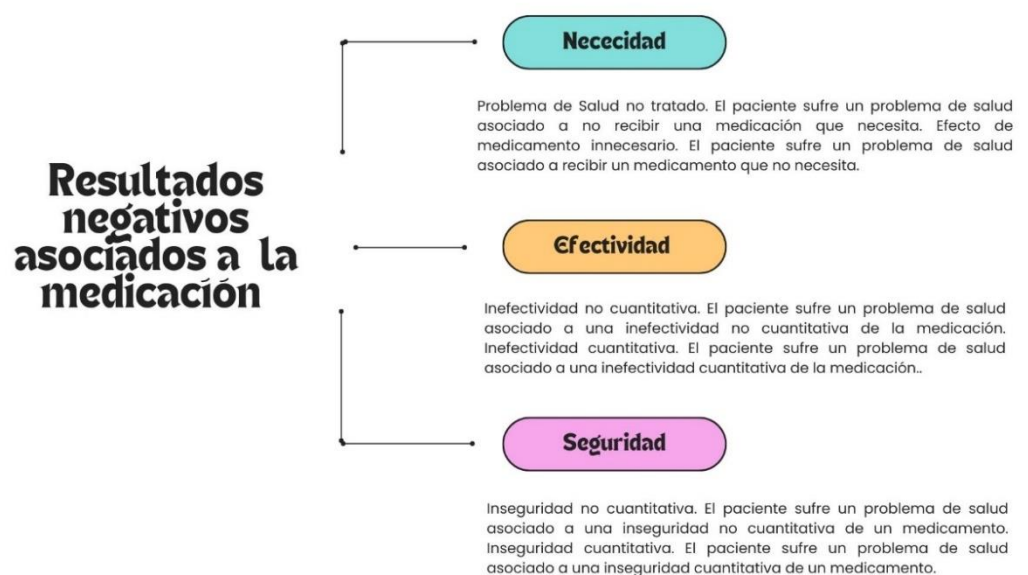 Resultados
negativos
asociados a la
medicación
Nececidad
Problema de Salud no tratado. El paciente sufre un problema de salud
asociado a no recibir una medicación que necesita. Efecto de
medicamento innecesario. El paciente sufre un problema de salud
asociado a recibir un medicamento que no necesita.
Efectividad
Inefectividad no cuantitativa. El paciente sufre un problema de salud
asociado a una inefectividad no cuantitativa de la medicación.
Inefectividad cuantitativa. El paciente sufre un problema de salud
asociado a una inefectividad cuantitativa de la medicación..
Seguridad
Inseguridad no cuantitativa. El paciente sufre un problema de salud
asociado a una inseguridad no cuantitativa de un medicamento.
Inseguridad cuantitativa. El paciente sufre un problema de salud
asociado a una inseguridad cuantitativa de un medicamento.